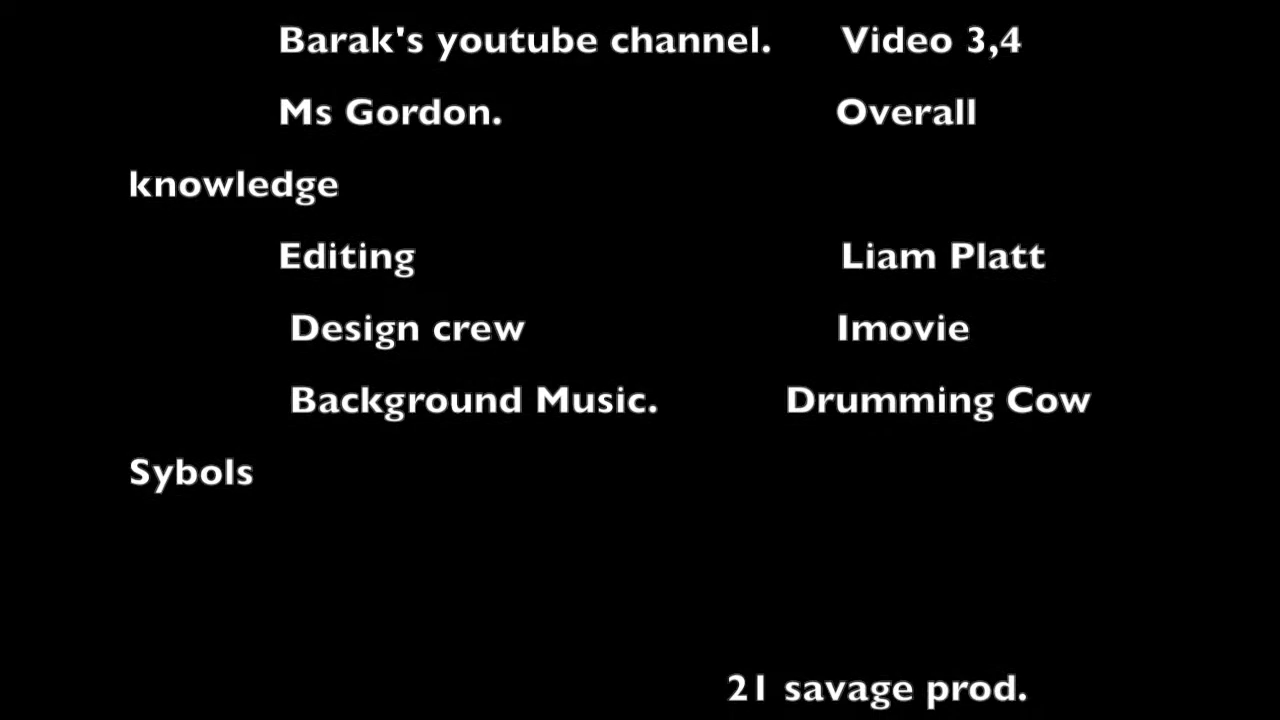 Barak's youtube channel. Video 3,4
Ms Gordon. Overall
knowledge
Editing Liam Platt
Design crew Imovie
Background Music. Drumming Cow
Sybols
21 savage prod.